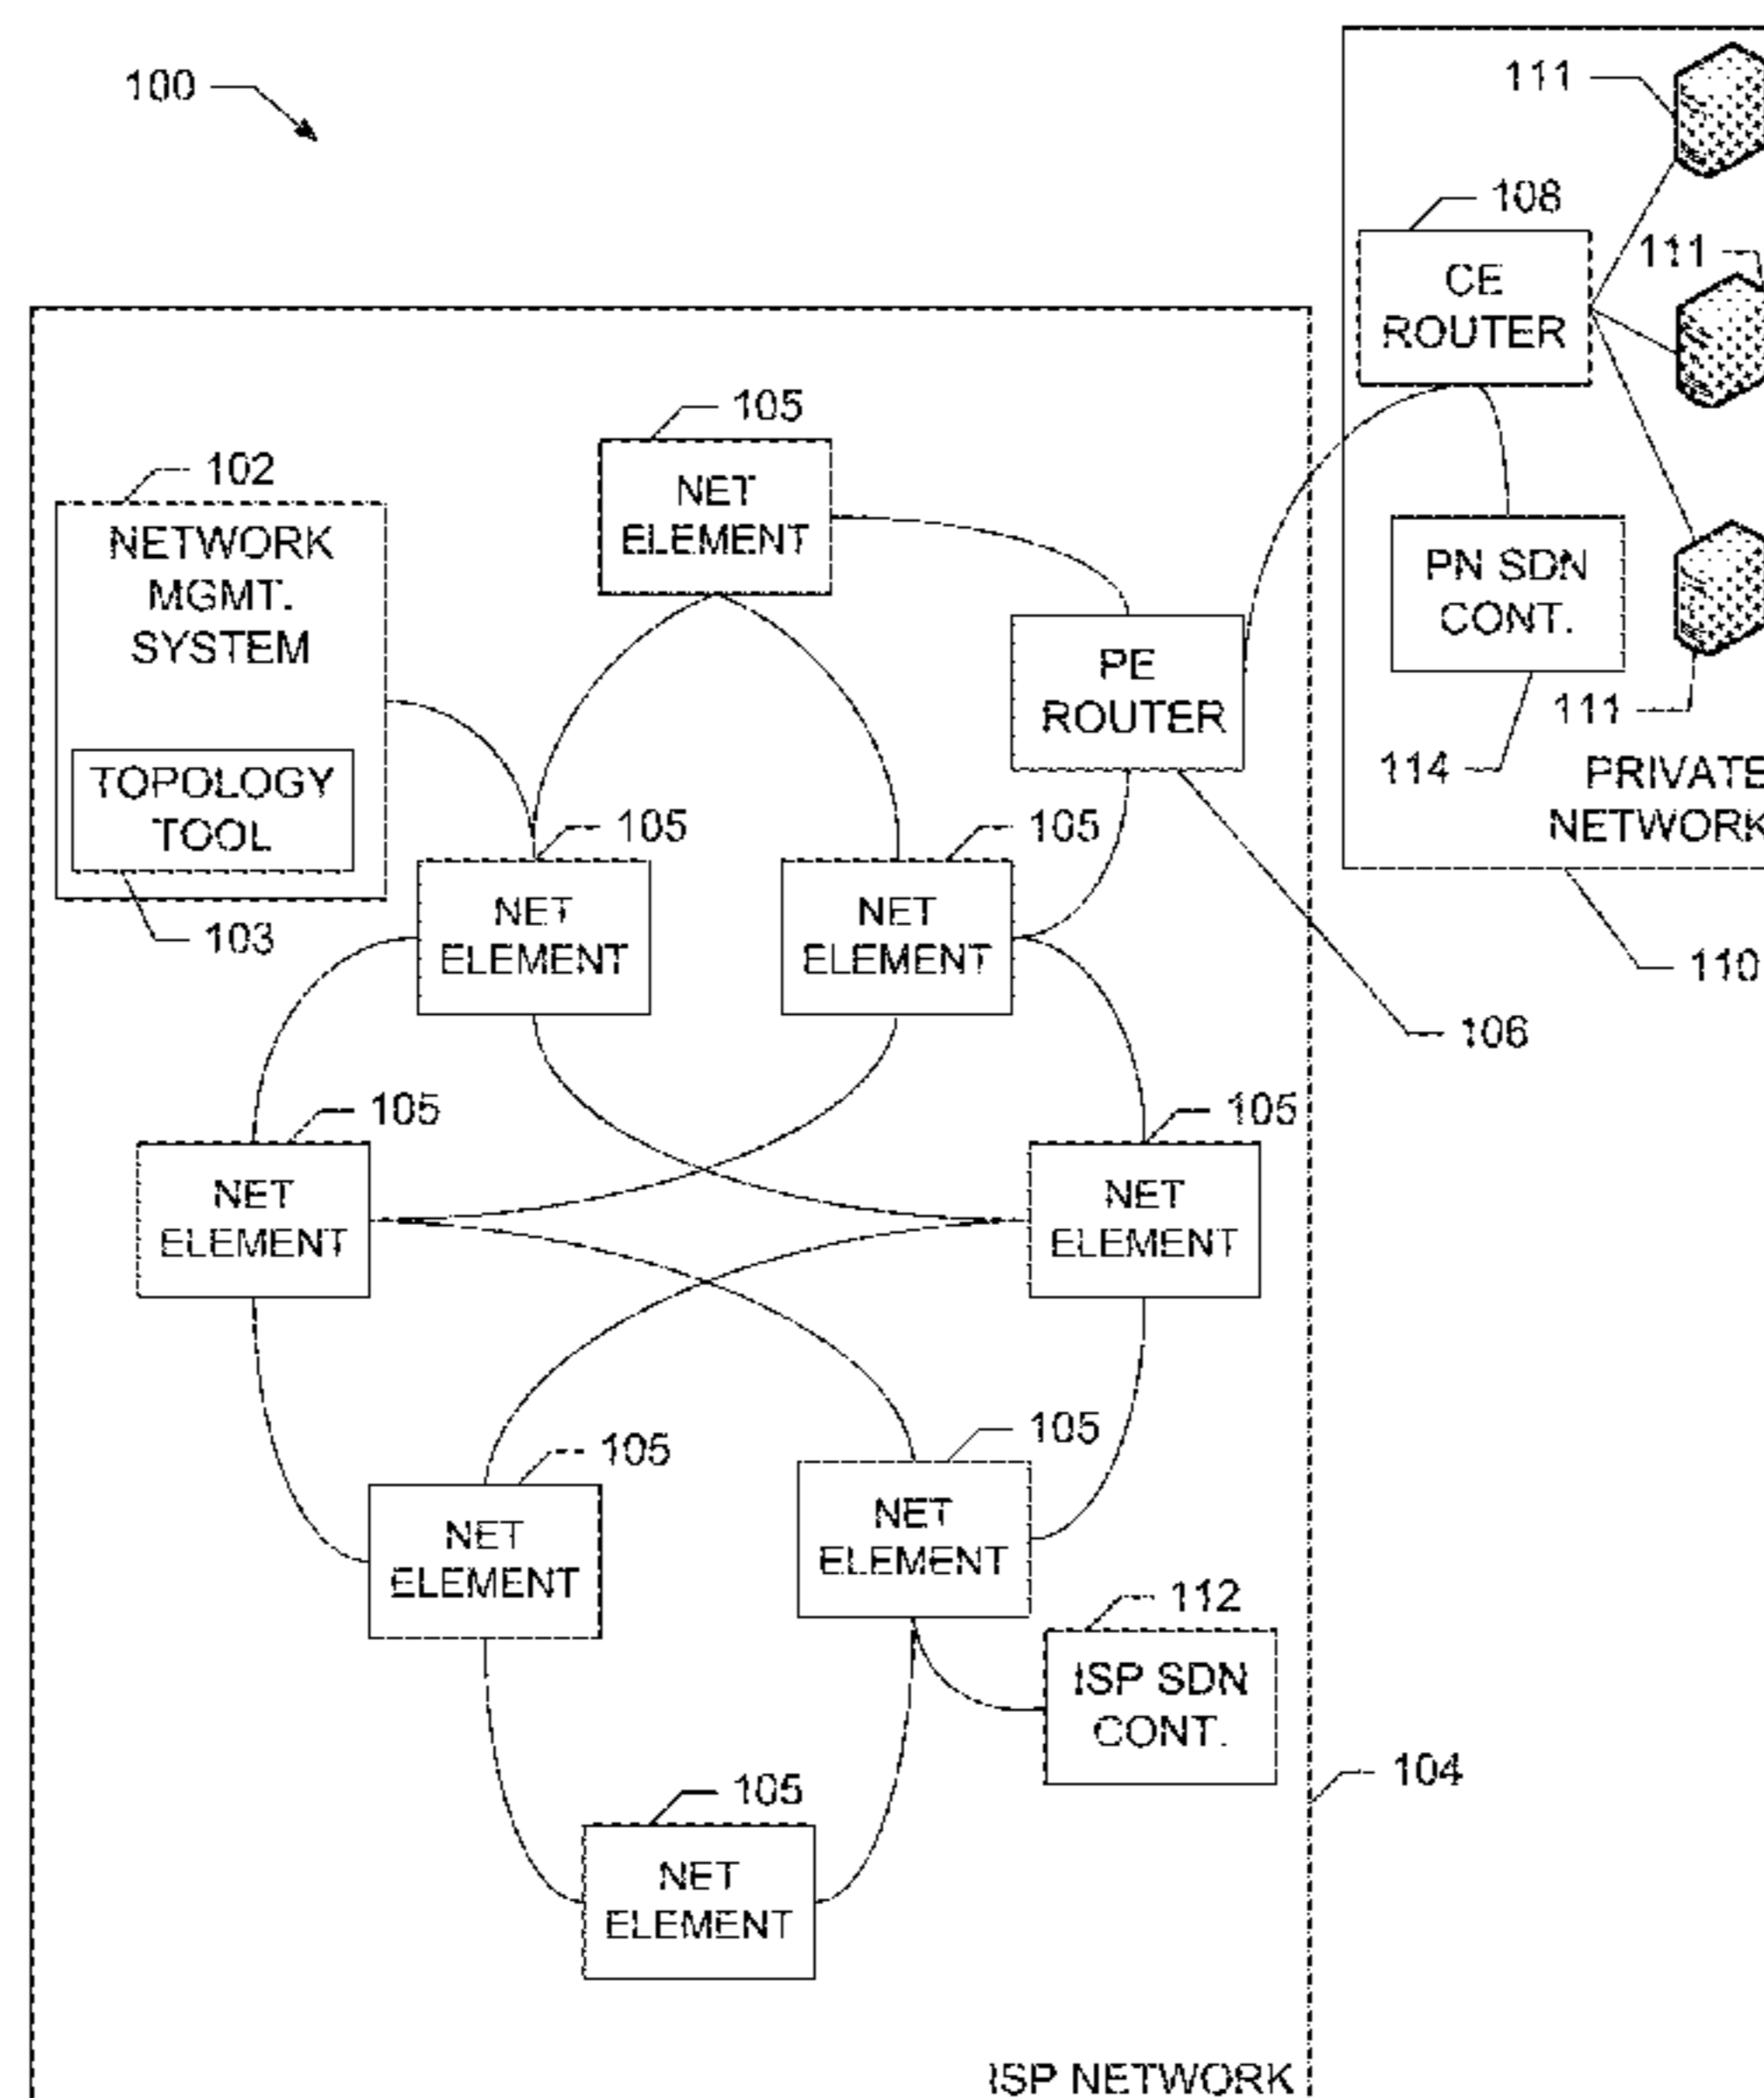 100
111
108
CE
ROUTER
111
105
NET
ELEMENT
102
NETWORK
MGMT.
SYSTEM
PN SDN
CONT.
PE
ROUTER
111
114
PRIVATE
NETWORK
TOPOLOGY
TOOL
105
105
103
NET
ELEMENT
NET
ELEMENT
110
106
105
105
NET
ELEMENT
NET
ELEMENT
105
105
NET
ELEMENT
NET
ELEMENT
112
ISP SDN
CONT.
104
105
NET
ELEMENT
ISP NETWORK